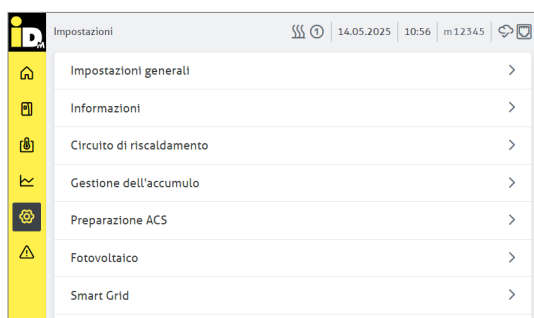 iD
M
Impostazioni 1 14.05.2025 10:56 m12345
Impostazioni generali
Informazioni
Circuito di riscaldamento
Gestione dell'accumulo
Preparazione ACS
Fotovoltaico
Smart Grid